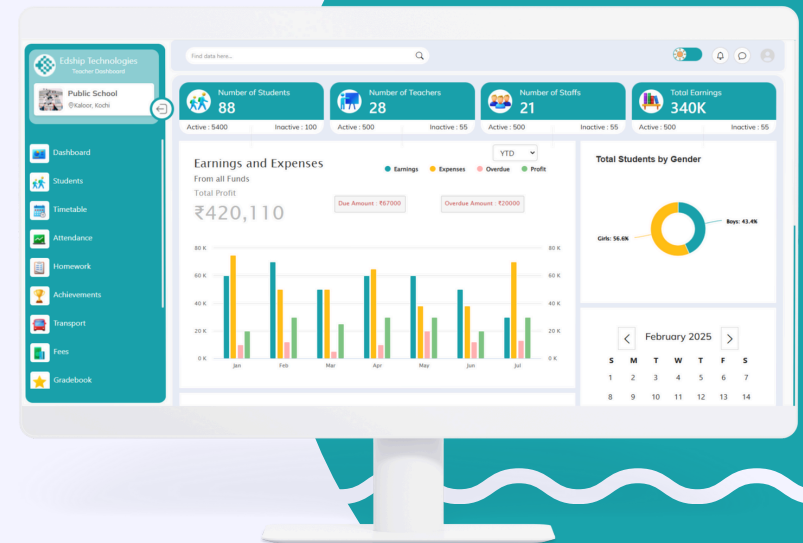 Edship Technologies
Teacher Dashboard
Public School
Kaloor, Kochi
Dashboard
Students
Timetable
Attendance
Homework
Achievements
Transport
Fees
Gradebook
Find data here...
Number of Students
88
Active : 5400 Inactive : 100
Number of Teachers
28
Active : 500 Inactive : 55
Number of Staffs
21
Active : 500 Inactive : 55
Total Earnings
340K
Active : 500 Inactive : 55
Earnings and Expenses
YTD
Earnings Expenses Overdue Profit
From all Funds
Total Profit
₹420,110
Due Amount : ₹67000
Overdue Amount : ₹20000
80 K 80 K
60 K 60 K
40 K 40 K
20 K 20 K
0 K 0 K
Jan Feb Mar Apr May Jun Jul
Total Students by Gender
Boys: 43.4%
Girls: 56.6%
February 2025
S M T W T F S
1 2 3 4 5 6 7
8 9 10 11 12 13 14